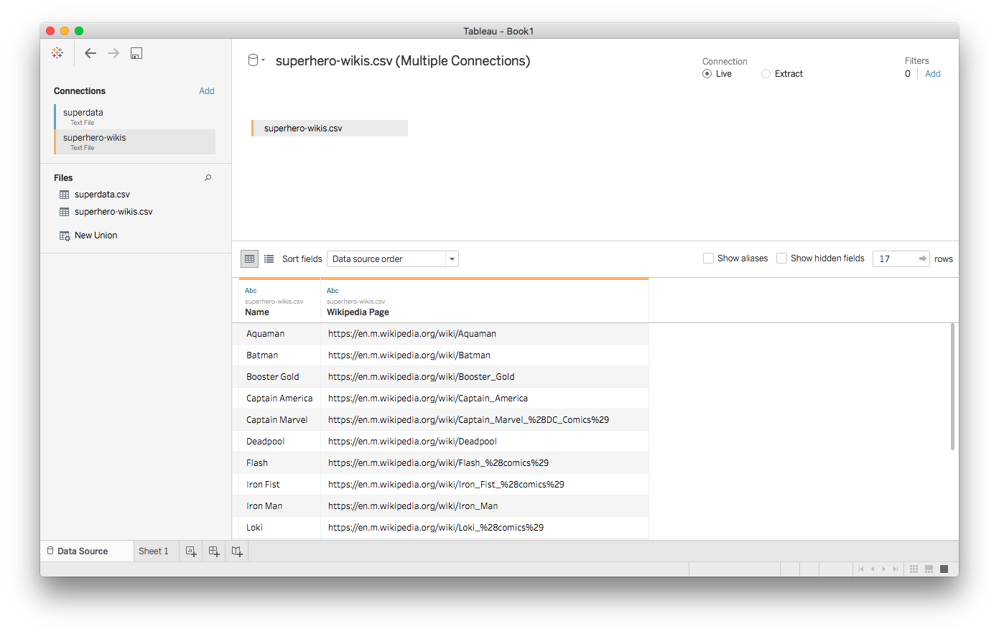 Tableau - Book1
superhero-wikis.csv (Multiple Connections)
Connection
Live
Extract
Filters
0
Add
Connections
Add
superdata
Text File
superhero-wikis
Text File
Files
superdata.csv
superhero-wikis.csv
New Union
superhero-wikis.csv
Sort fields Data source order
Show aliases
Show hidden fields
17 rows
Abc Abc
superhero-wikis.csv superhero-wikis.csv
Name Wikipedia Page
Aquaman https://en.m.wikipedia.org/wiki/Aquaman
Batman https://en.m.wikipedia.org/wiki/Batman
Booster Gold https://en.m.wikipedia.org/wiki/Booster_Gold
Captain America https://en.m.wikipedia.org/wiki/Captain_America
Captain Marvel https://en.m.wikipedia.org/wiki/Captain_Marvel_%28DC_Comics%29
Deadpool https://en.m.wikipedia.org/wiki/Deadpool
Flash https://en.m.wikipedia.org/wiki/Flash_%28comics%29
Iron Fist https://en.m.wikipedia.org/wiki/Iron_Fist_%28comics%29
Iron Man https://en.m.wikipedia.org/wiki/Iron_Man
Loki https://en.m.wikipedia.org/wiki/Loki_%28comics%29
Data Source Sheet 1